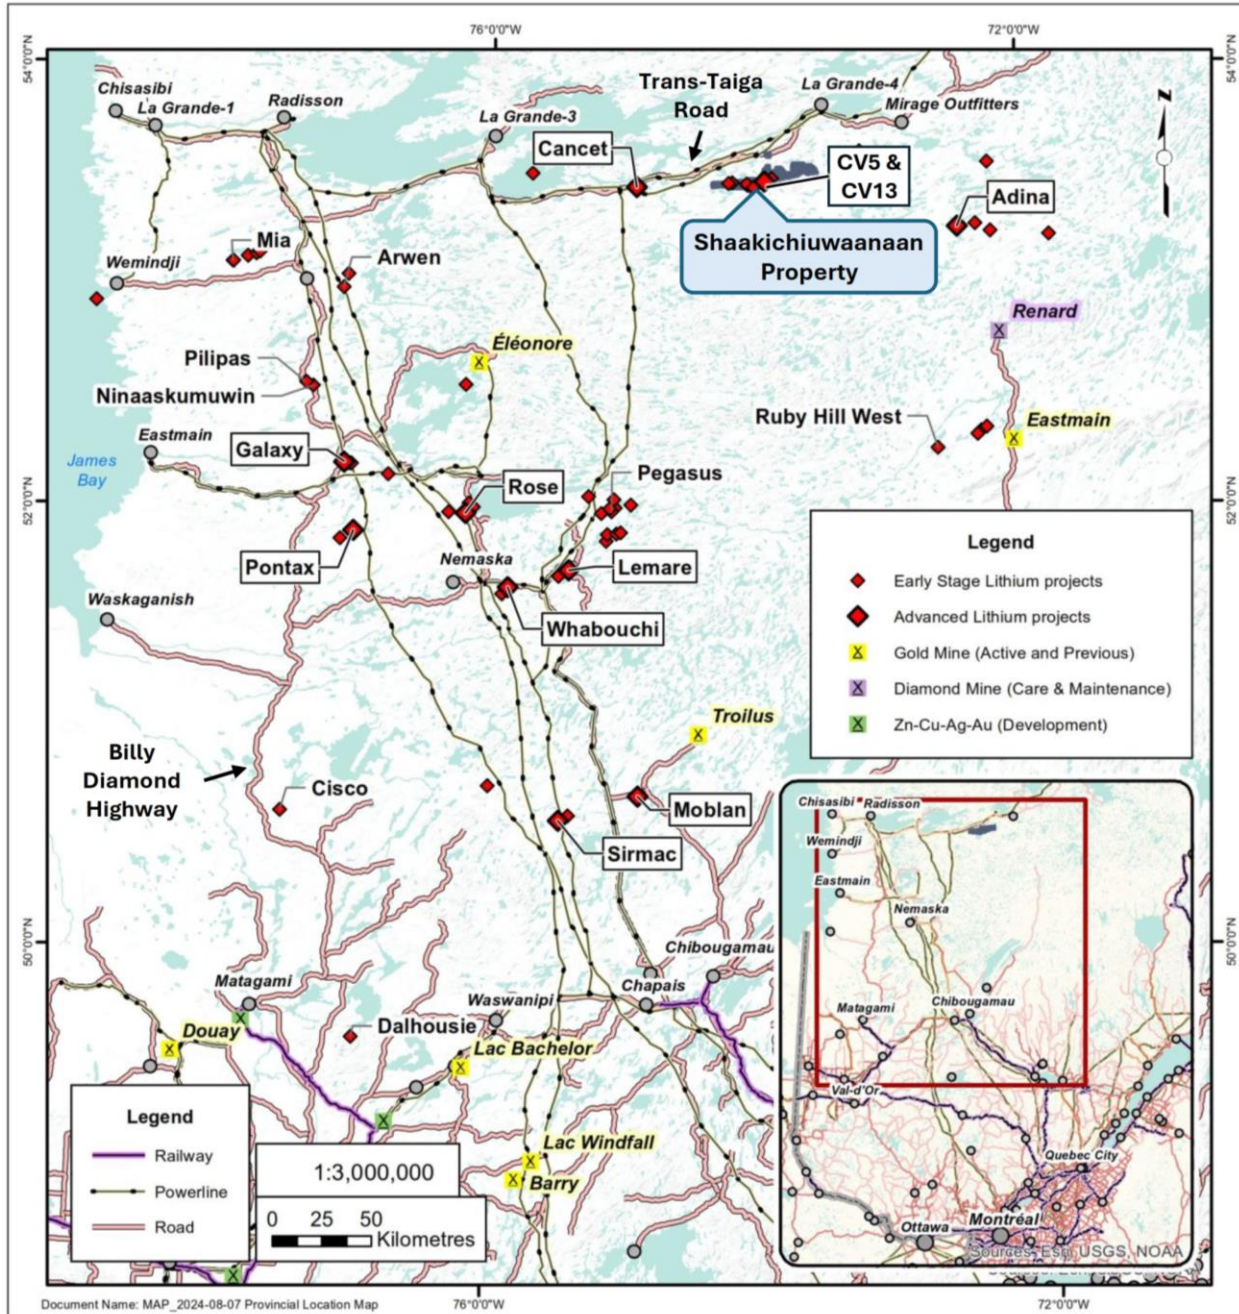 76°0'0"W
72°0'0"W
54°0'0"N
54°0'0"N
Chisasibi
La Grande-1
Radisson
La Grande-3
Trans-Taiga
Road
La Grande-4
Mirage Outfitters
Cancet
CV5 &
CV13
Adina
N
Shaakichiuwaanaan
Property
Mia
Arwen
Wemindji
Renard
Éléonore
Pilipas
Ninaaskumuwin
Ruby Hill West
Eastmain
Eastmain
Galaxy
James
Bay
Rose
Pegasus
52°0'0"N
52°0'0"N
Pontax
Nemaska
Lemare
Waskaganish
Whabouchi
Legend
Early Stage Lithium projects
Advanced Lithium projects
Gold Mine (Active and Previous)
Diamond Mine (Care & Maintenance)
Zn-Cu-Ag-Au (Development)
Troilus
Billy
Diamond
Highway
Cisco
Moblan
Sirmac
Chisasibi
Radisson
Wemindji
Eastmain
Nemaska
Matagami
Chibougamau
Val-d'Or
Quebec City
Ottawa
Montréal
Sources: Esri, USGS, NOAA
50°0'0"N
50°0'0"N
Chibougamau
Matagami
Chapais
Waswanipi
Douay
Dalhousie
Lac Bachelor
Lac Windfall
Barry
Legend
Railway
Powerline
Road
1:3,000,000
0 25 50
Kilometres
Document Name: MAP_2024-08-07 Provincial Location Map
76°0'0"W
72°0'0"W